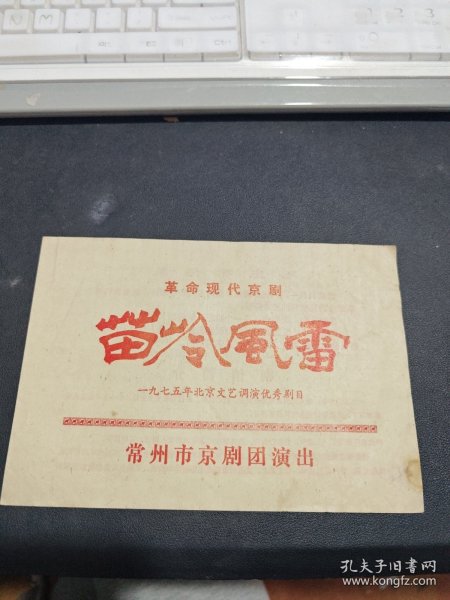 革命现代京剧
苗岭风雷
一九七五年北京文艺调演优秀剧目
常州市京剧团演出
孔夫子旧书网
www.kongfz.com